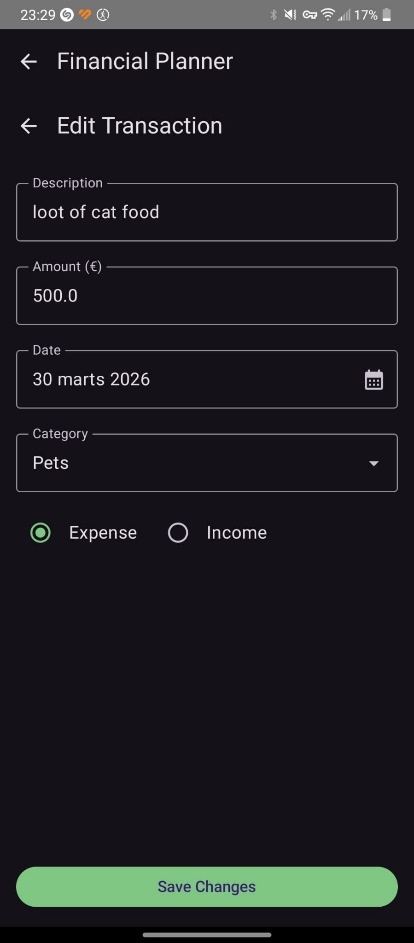 23:29
17%
Financial Planner
Edit Transaction
Description
loot of cat food
Amount (€)
500.0
Date
30 marts 2026
Category
Pets
Expense
Income
Save Changes